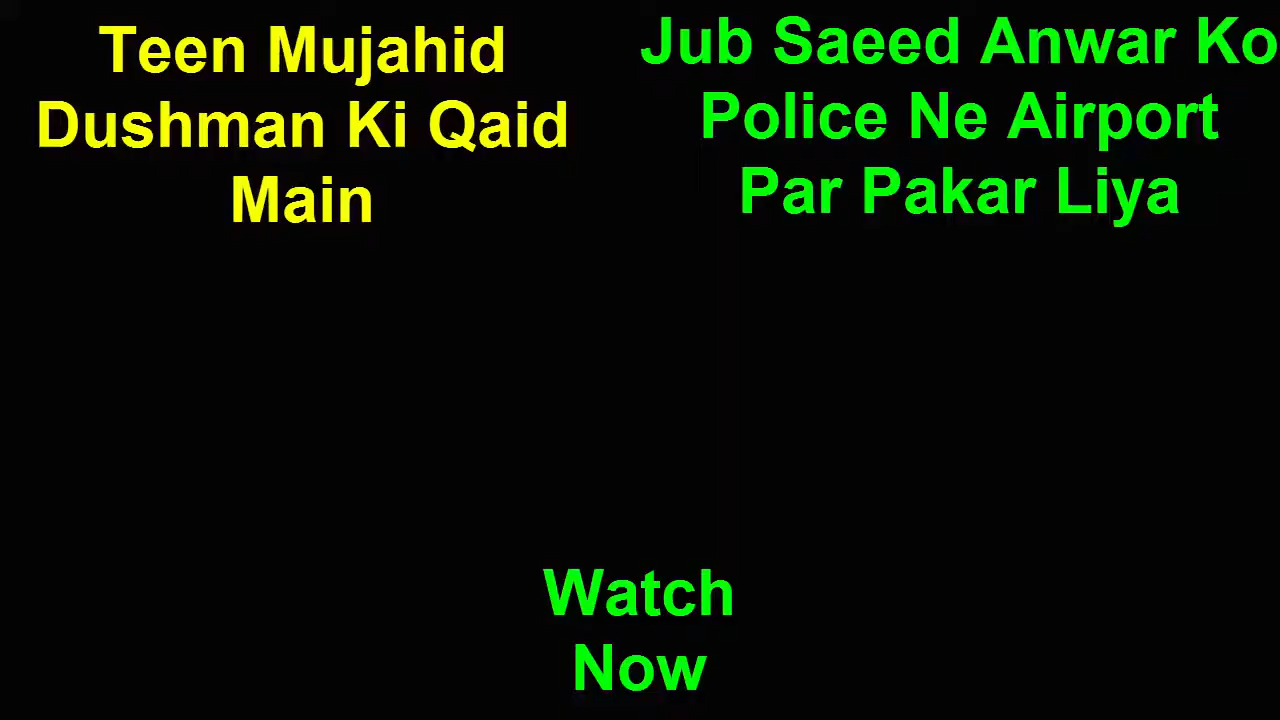 Teen Mujahid
Dushman Ki Qaid
Main
Jub Saeed Anwar Ko
Police Ne Airport
Par Pakar Liya
Watch
Now